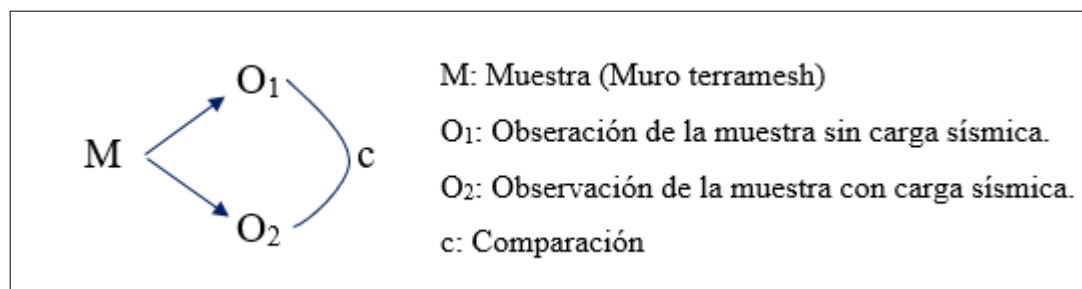 O₁
M
c
O₂
M: Muestra (Muro terramesh)
O₁: Obseración de la muestra sin carga sísmica.
O₂: Observación de la muestra con carga sísmica.
c: Comparación